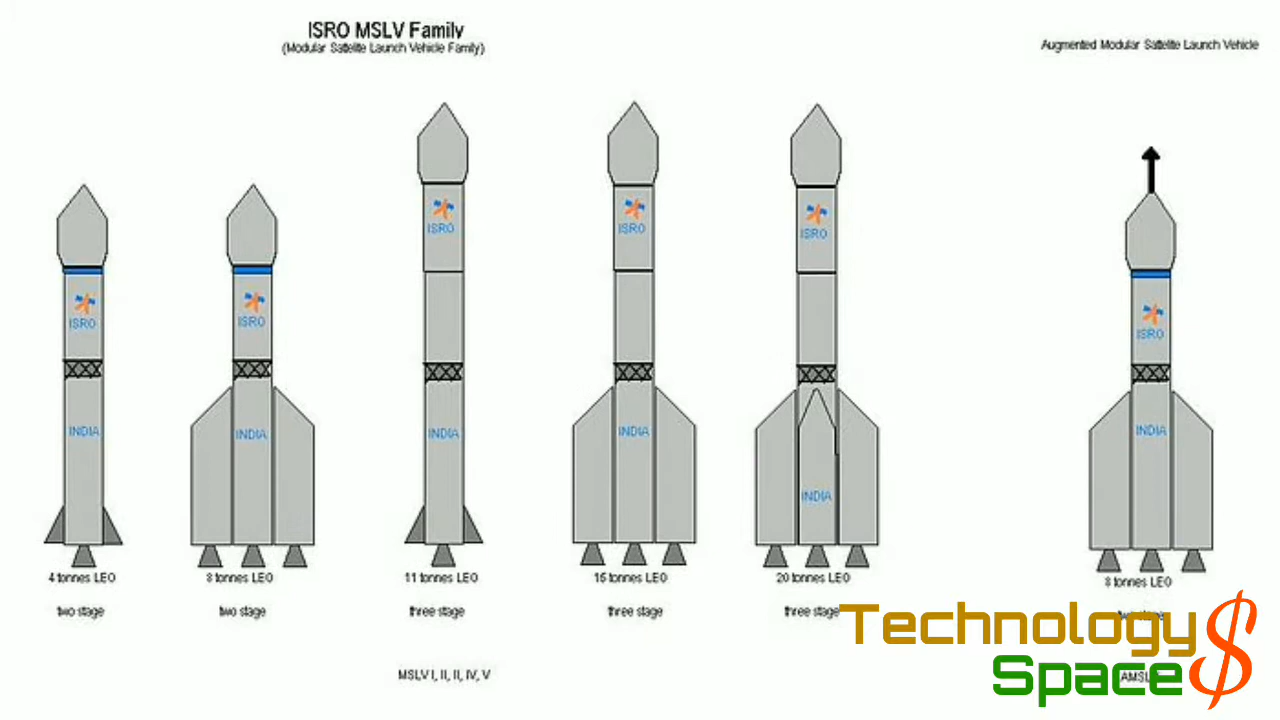 ISRO MSLV Family
(Modular Sattelite Launch Vehicle Family)
Augmented Modular Sattelite Launch Vehicle
ISRO
ISRO
ISRO
ISRO
ISRO
ISRO
INDIA
INDIA
INDIA
INDIA
INDIA
INDIA
4 tonnes LEO
8 tonnes LEO
11 tonnes LEO
15 tonnes LEO
20 tonnes LEO
8 tonnes LEO
two stage
two stage
three stage
three stage
three stage
MSLV I, II, II, IV, V
Technology
Space$